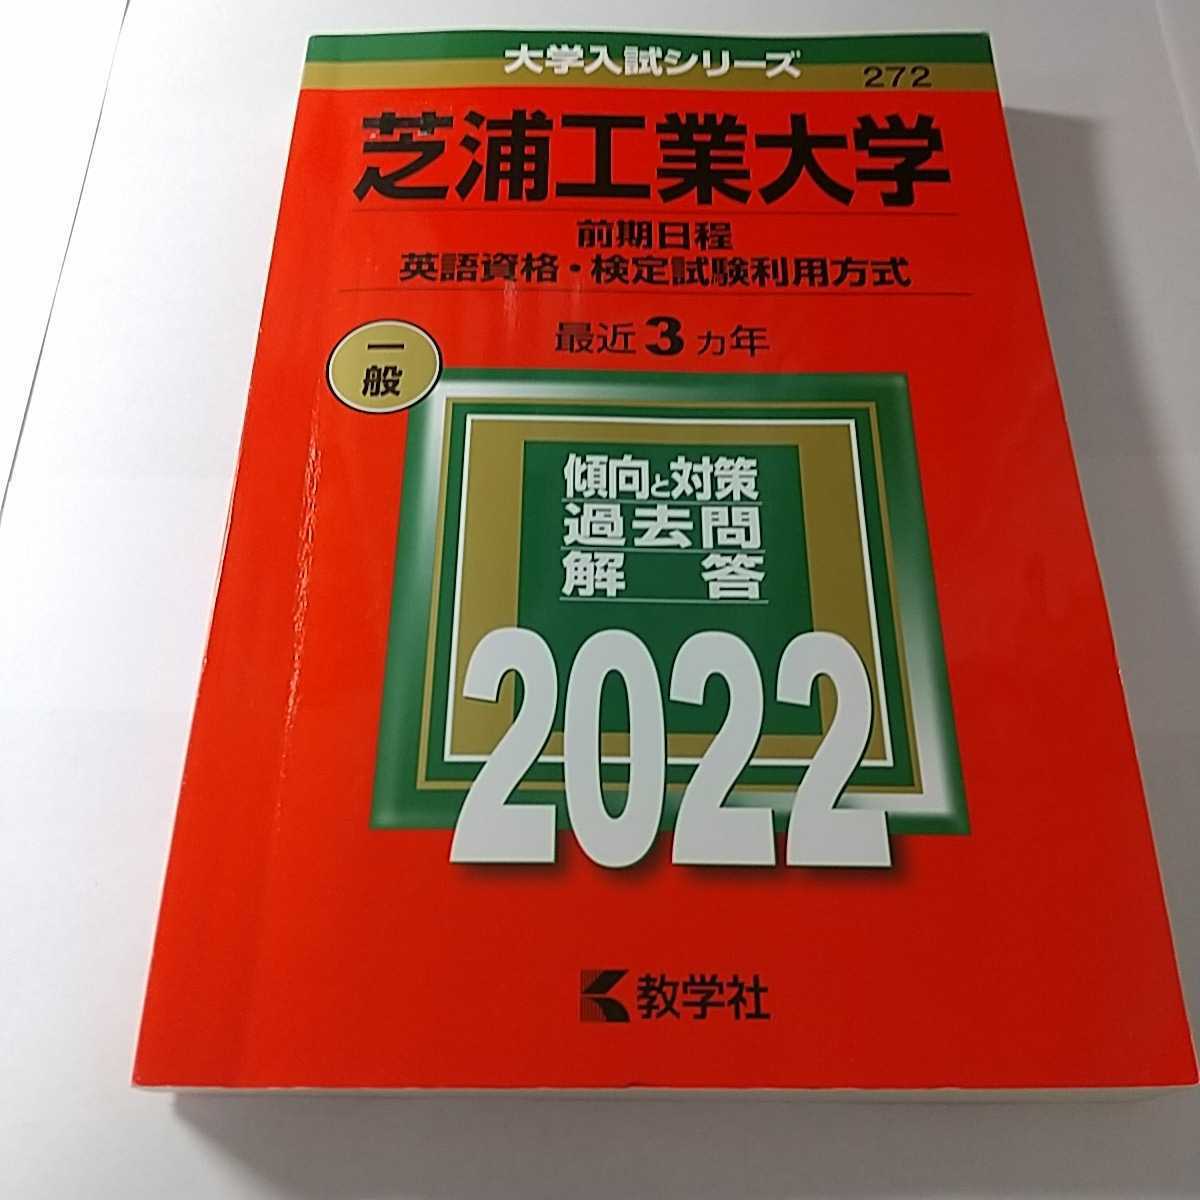 大学入試シリーズ
272
芝浦工業大学
前期日程
英語資格・検定試験利用方式
最近3カ年
一般
傾向と対策
過去問
解答
2022
教学社